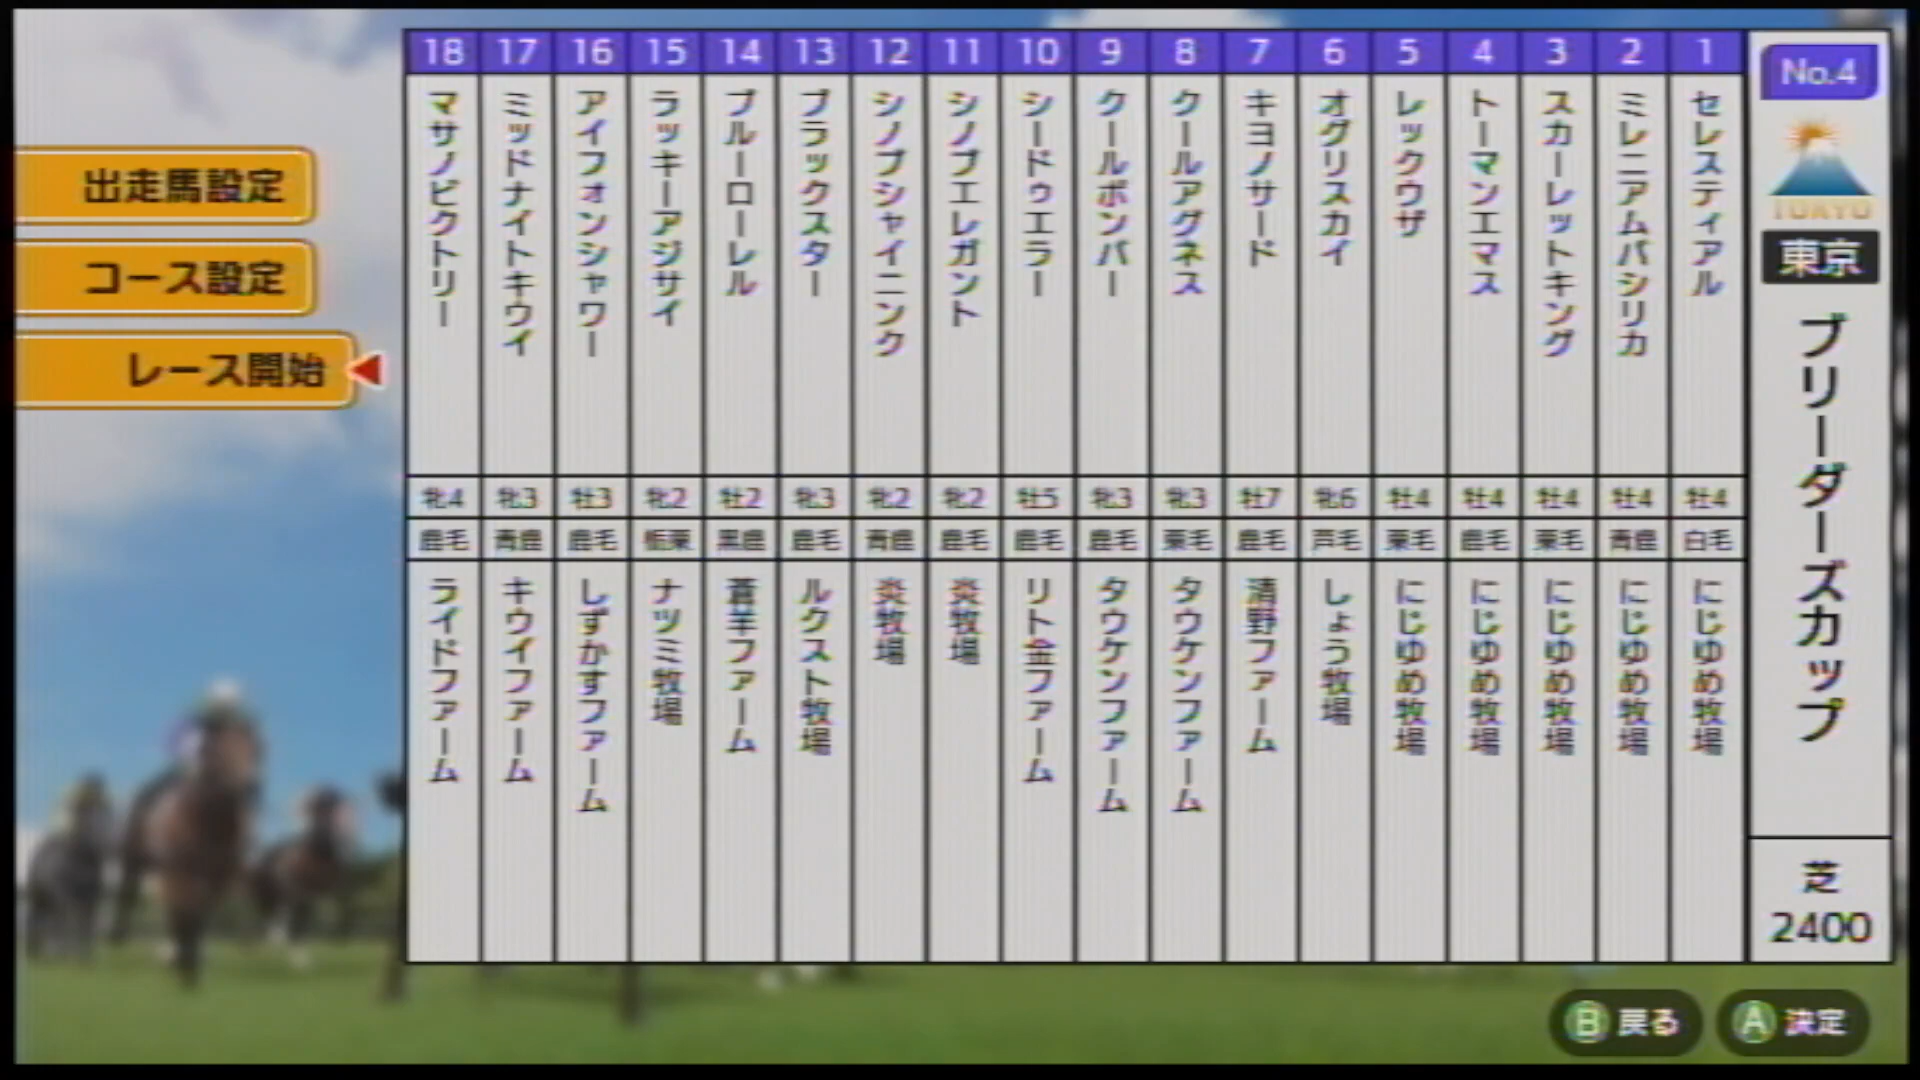 出走馬設定
コース設定
レース開始
No.4
TOKYO
東京
ブリーダーズカップ
芝
2400
1
セレスティアル
牡4
白毛
にじゆめ牧場
2
ミレニアムバシリカ
牡4
青鹿
にじゆめ牧場
3
スカーレットキング
牡4
栗毛
にじゆめ牧場
4
トーマンエマス
牡4
鹿毛
にじゆめ牧場
5
レックウザ
牡4
栗毛
にじゆめ牧場
6
オグリスカイ
牝6
芦毛
しょう牧場
7
キヨノサード
牡7
鹿毛
清野ファーム
8
クールアグネス
牝3
栗毛
タウケンファーム
9
クールボンバー
牝3
鹿毛
タウケンファーム
10
シードゥエラー
牡5
鹿毛
リト金ファーム
11
シノブエレガント
牝2
鹿毛
炎牧場
12
シノブシャイニンク
牝2
青鹿
炎牧場
13
ブラックスター
牝3
鹿毛
ルクスト牧場
14
ブルーローレル
牡2
黒鹿
蒼羊ファーム
15
ラッキーアジサイ
牝2
栃栗
ナツミ牧場
16
アイフォンシャワー
牡3
鹿毛
しずかすファーム
17
ミッドナイトキウイ
牝3
青鹿
キウイファーム
18
マサノビクトリー
牝4
鹿毛
ライドファーム
B 戻る
A 決定